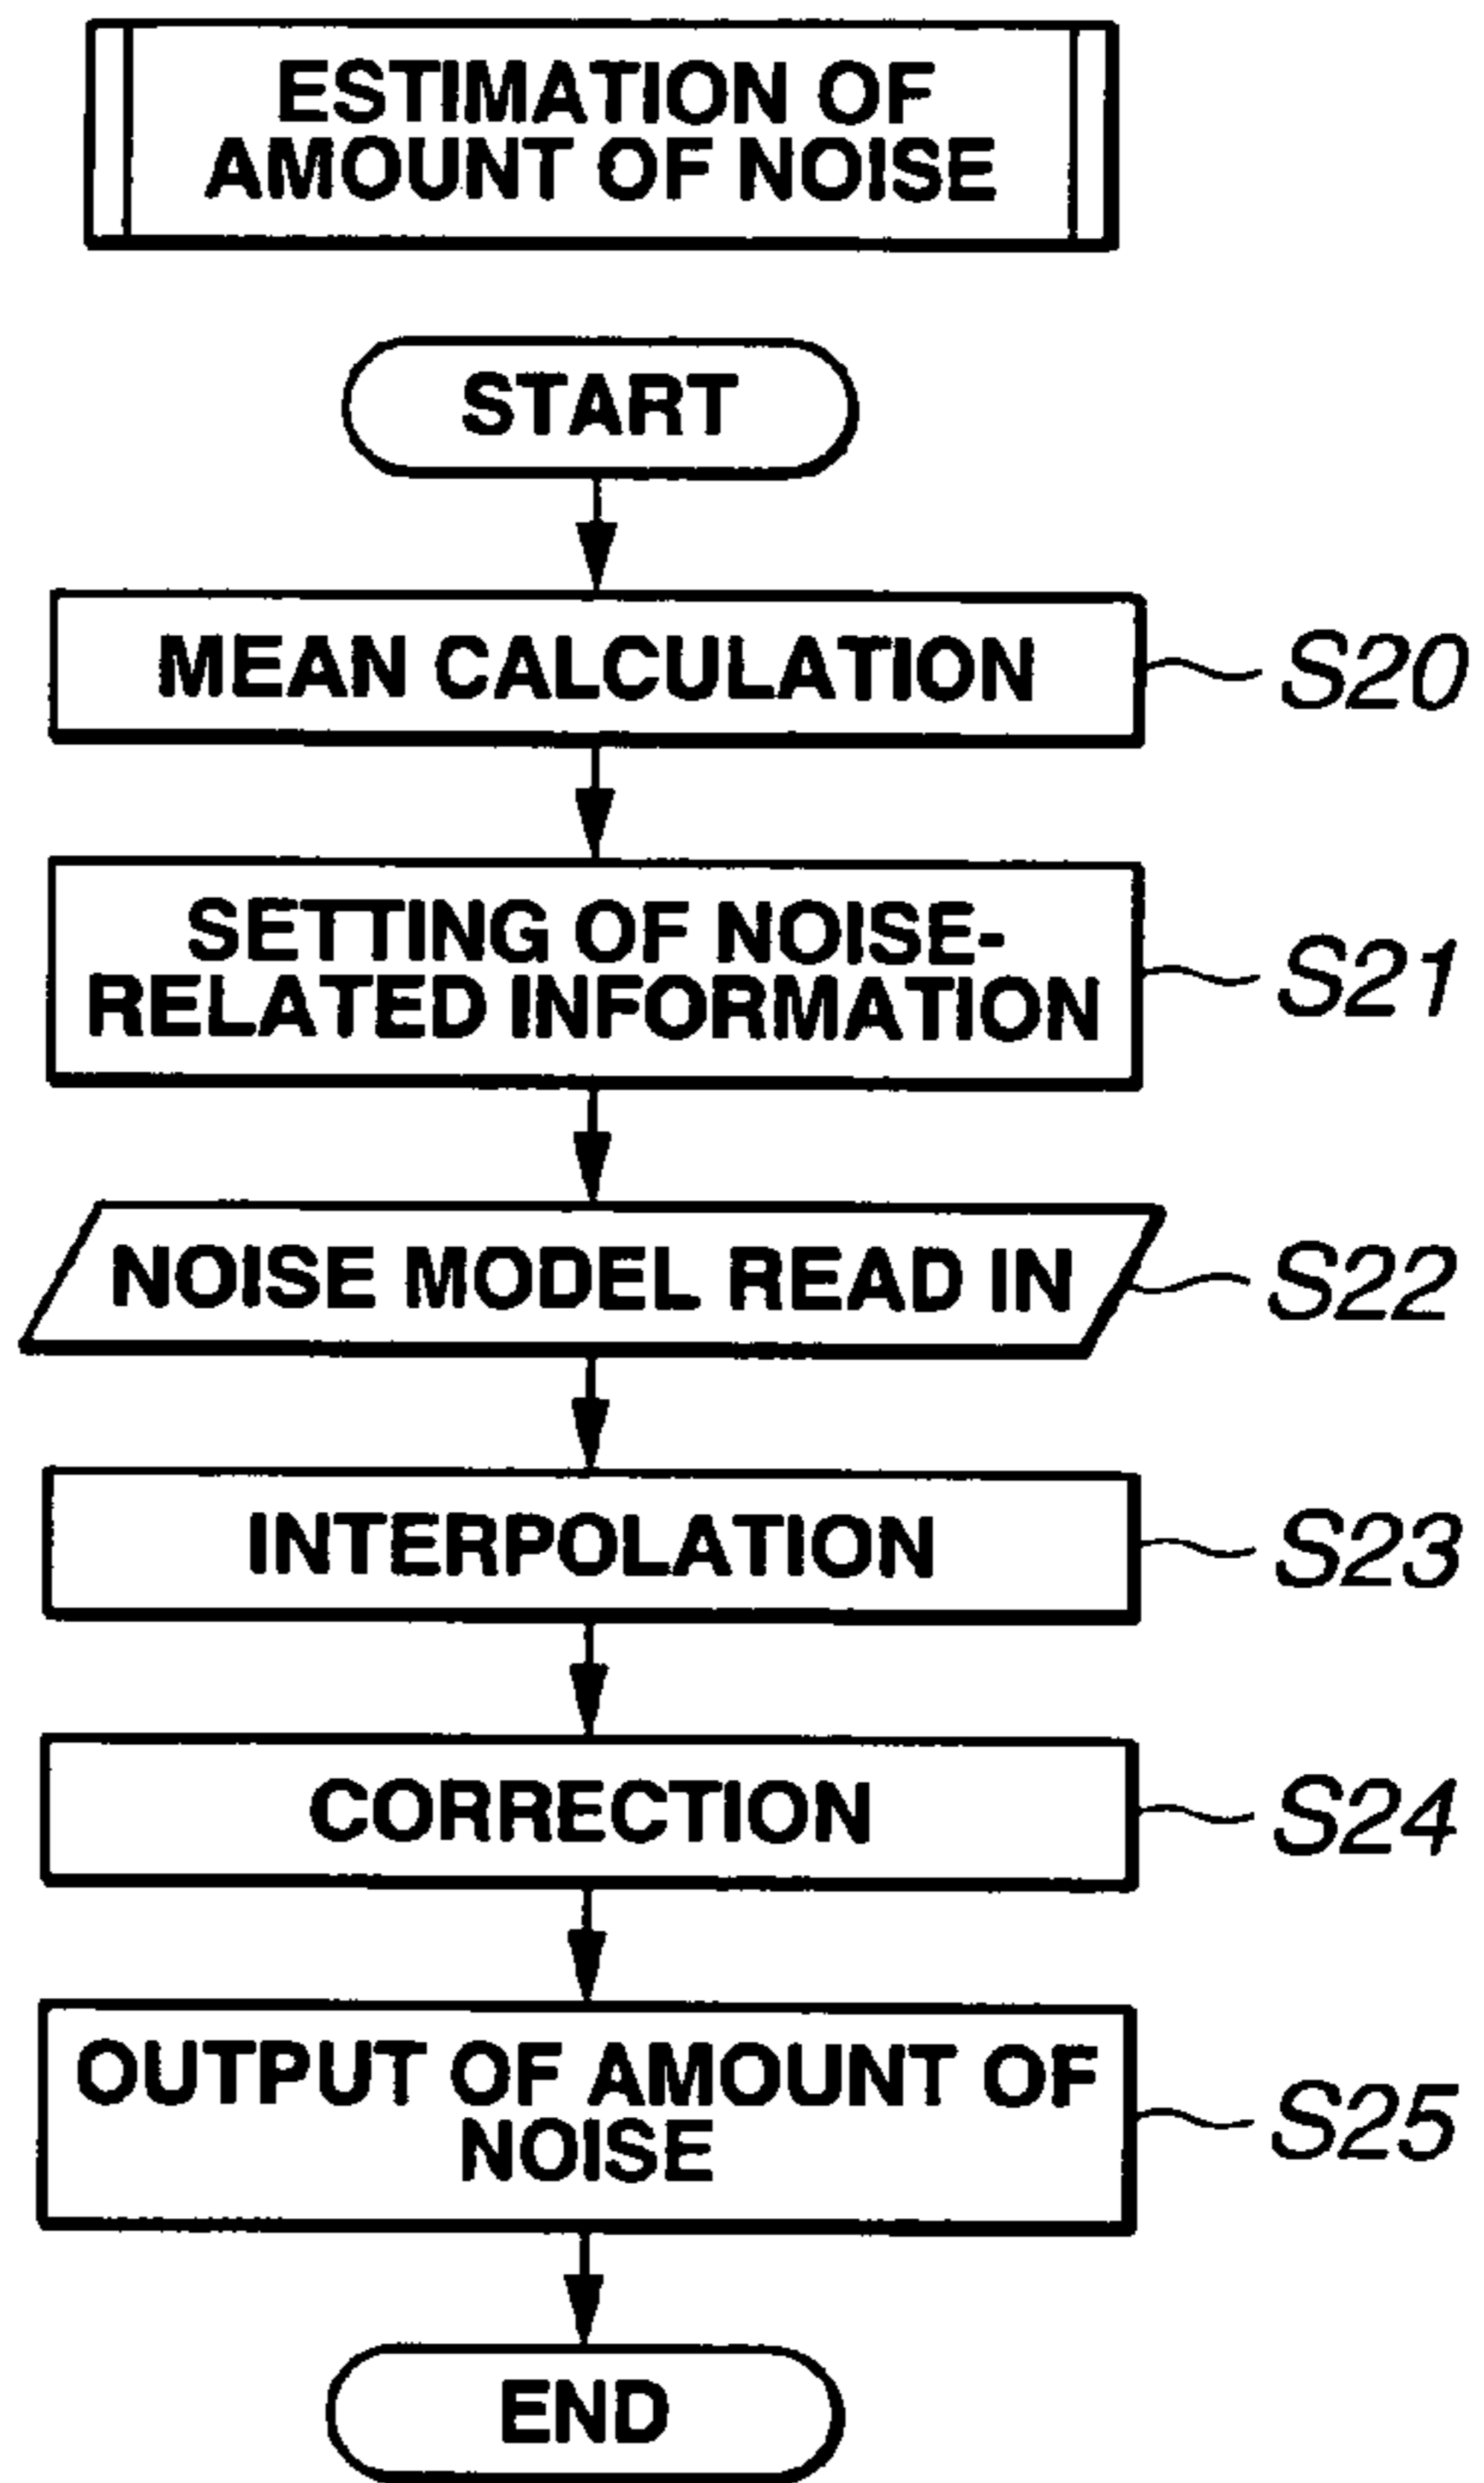 ESTIMATION OF
AMOUNT OF NOISE
START
MEAN CALCULATION
S20
SETTING OF NOISE-
RELATED INFORMATION
S21
NOISE MODEL READ IN
S22
INTERPOLATION
S23
CORRECTION
S24
OUTPUT OF AMOUNT OF
NOISE
S25
END